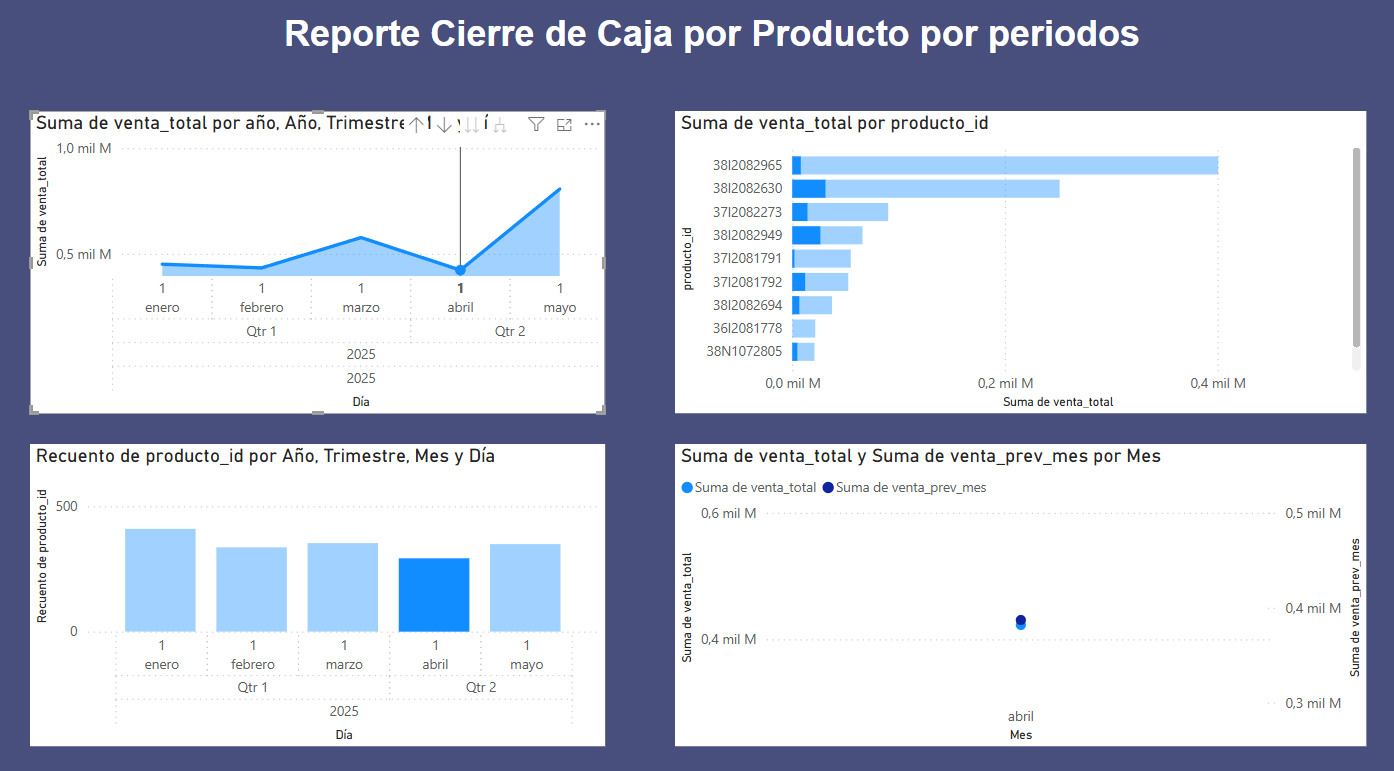 Reporte Cierre de Caja por Producto por periodos
Suma de venta_total por año, Año, Trimestre
Suma de venta_total
1,0 mil M
0,5 mil M
1 1 1 1 1
enero febrero marzo abril mayo
Qtr 1 Qtr 2
2025
2025
Día
Suma de venta_total por producto_id
producto_id
38I2082965
38I2082630
37I2082273
38I2082949
37I2081791
37I2081792
38I2082694
36I2081778
38N1072805
0,0 mil M 0,2 mil M 0,4 mil M
Suma de venta_total
Recuento de producto_id por Año, Trimestre, Mes y Día
Recuento de producto_id
500
0
1 1 1 1 1
enero febrero marzo abril mayo
Qtr 1 Qtr 2
2025
Día
Suma de venta_total y Suma de venta_prev_mes por Mes
Suma de venta_total Suma de venta_prev_mes
Suma de venta_total
0,6 mil M
0,4 mil M
0,5 mil M
0,4 mil M
0,3 mil M
Suma de venta_prev_mes
abril
Mes